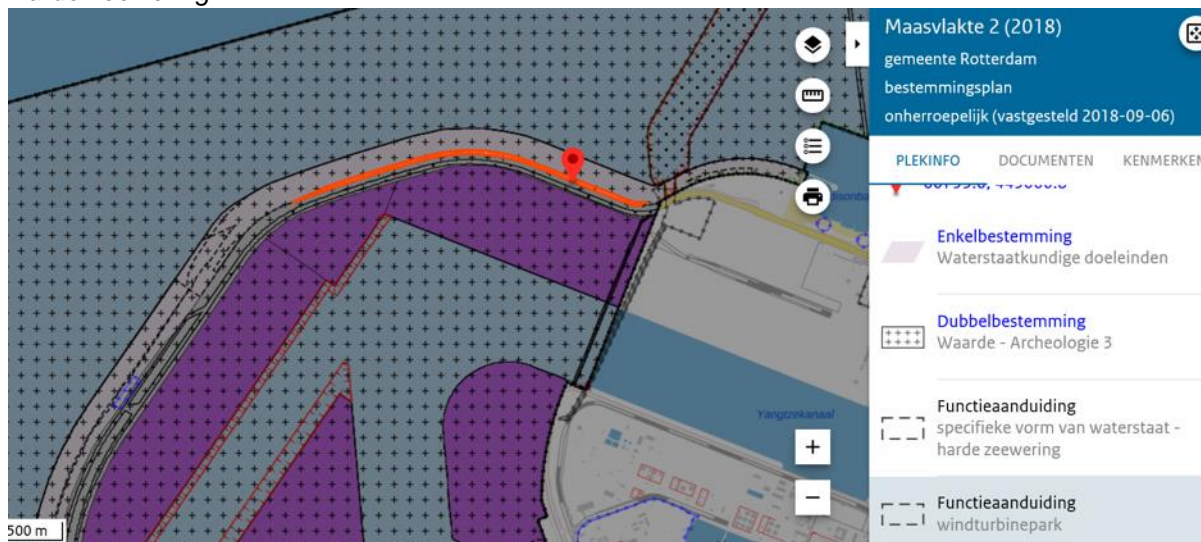 Maasvlakte 2 (2018)
gemeente Rotterdam
bestemmingsplan
onherroepelijk (vastgesteld 2018-09-06)
PLEKINFO DOCUMENTEN KENMERKEN
Enkelbestemming
Waterstaatkundige doeleinden
Dubbelbestemming
Waarde - Archeologie 3
Functieaanduiding
specifieke vorm van waterstaat -
harde zeewering
Functieaanduiding
windturbinepark
Yangtzekanaal
500 m